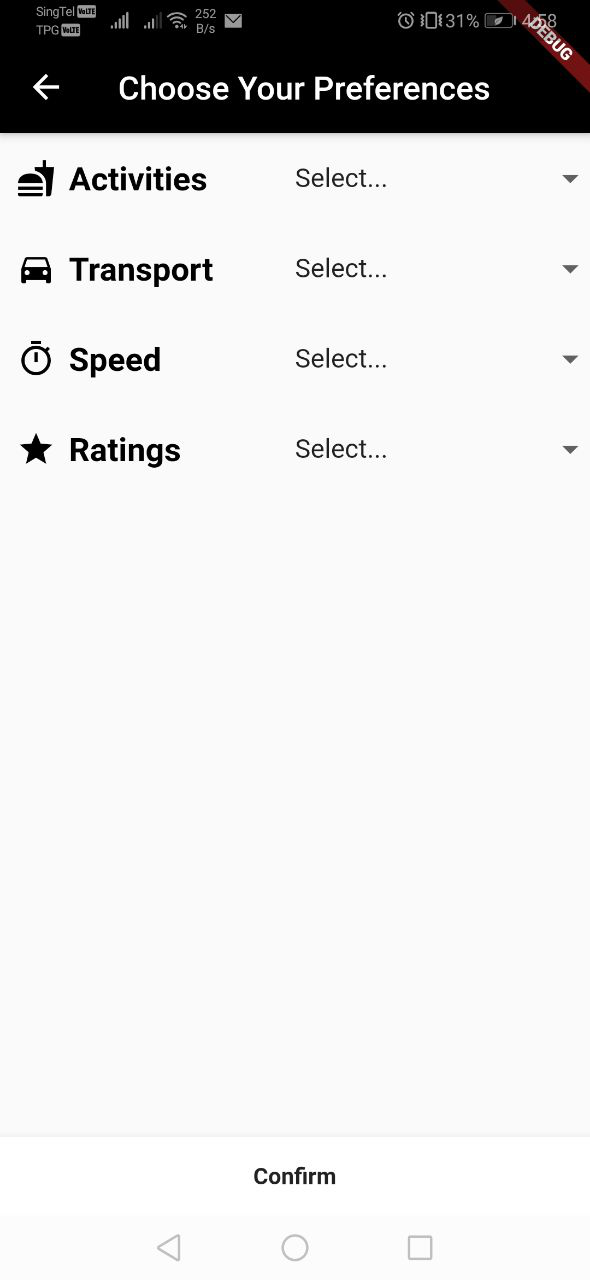 SingTel VoLTE
TPG VoLTE
252
B/s
31%
4:58
DEBUG
Choose Your Preferences
Activities
Select...
Transport
Select...
Speed
Select...
Ratings
Select...
Confirm